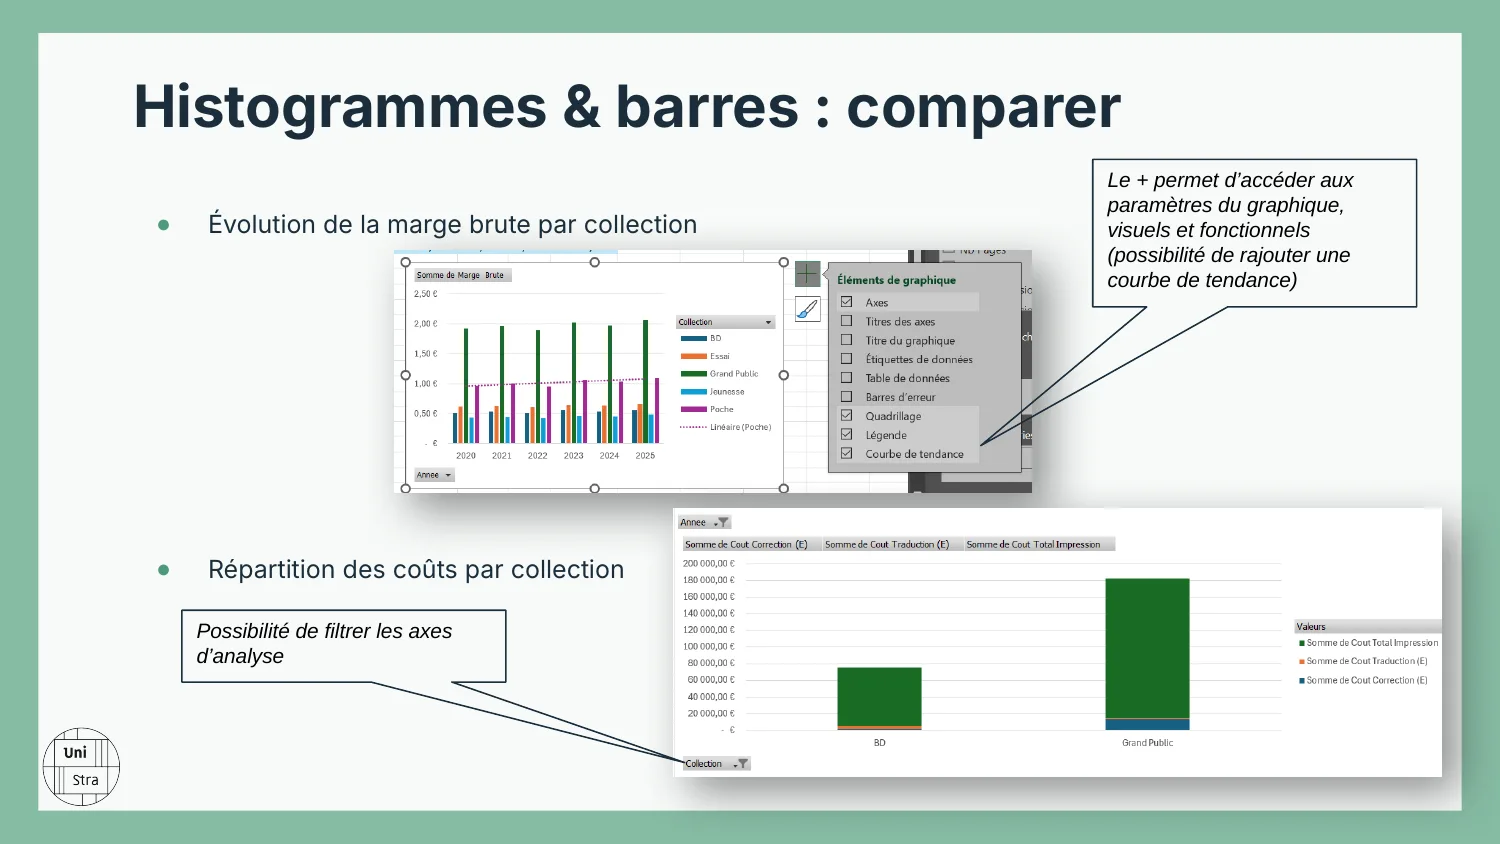 Histogrammes & barres : comparer
Le + permet d’accéder aux
paramètres du graphique,
visuels et fonctionnels
(possibilité de rajouter une
courbe de tendance)
● Évolution de la marge brute par collection
Somme de Marge Brute
2,50 €
2,00 €
1,50 €
1,00 €
0,50 €
- €
2020 2021 2022 2023 2024 2025
Annee
Collection
BD
Essai
Grand Public
Jeunesse
Poche
Linéaire (Poche)
Éléments de graphique
Axes
Titres des axes
Titre du graphique
Étiquettes de données
Table de données
Barres d’erreur
Quadrillage
Légende
Courbe de tendance
● Répartition des coûts par collection
Possibilité de filtrer les axes
d’analyse
Annee
Somme de Cout Correction (E) Somme de Cout Traduction (E) Somme de Cout Total Impression
200 000,00 €
180 000,00 €
160 000,00 €
140 000,00 €
120 000,00 €
100 000,00 €
80 000,00 €
60 000,00 €
40 000,00 €
20 000,00 €
- €
BD Grand Public
Valeurs
Somme de Cout Total Impression
Somme de Cout Traduction (E)
Somme de Cout Correction (E)
Collection
Uni
Stra